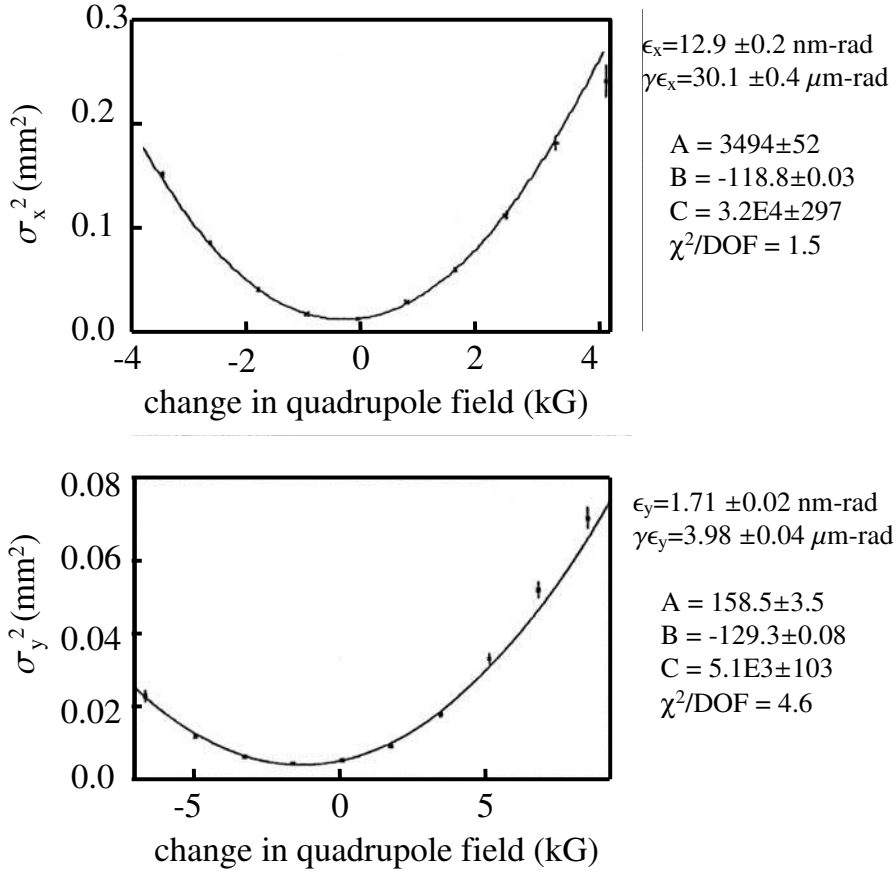 0.3
0.2
0.1
0.0
σx² (mm²)
-4 -2 0 2 4
change in quadrupole field (kG)
ϵx=12.9 ±0.2 nm-rad
γϵx=30.1 ±0.4 μm-rad
A = 3494±52
B = -118.8±0.03
C = 3.2E4±297
χ²/DOF = 1.5
0.08
0.06
0.04
0.02
0.0
σy² (mm²)
-5 0 5
change in quadrupole field (kG)
ϵy=1.71 ±0.02 nm-rad
γϵy=3.98 ±0.04 μm-rad
A = 158.5±3.5
B = -129.3±0.08
C = 5.1E3±103
χ²/DOF = 4.6